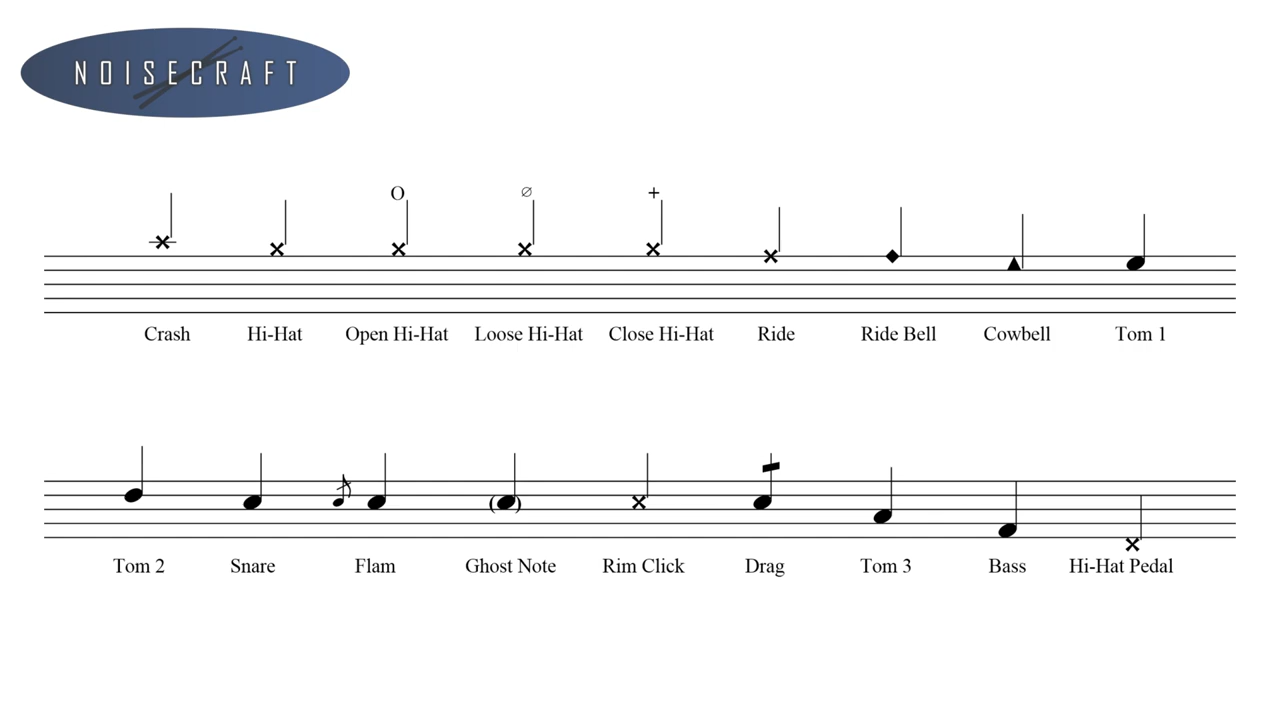 NOISECRAFT
O ∅ +
Crash Hi-Hat Open Hi-Hat Loose Hi-Hat Close Hi-Hat Ride Ride Bell Cowbell Tom 1
Tom 2 Snare Flam Ghost Note Rim Click Drag Tom 3 Bass Hi-Hat Pedal